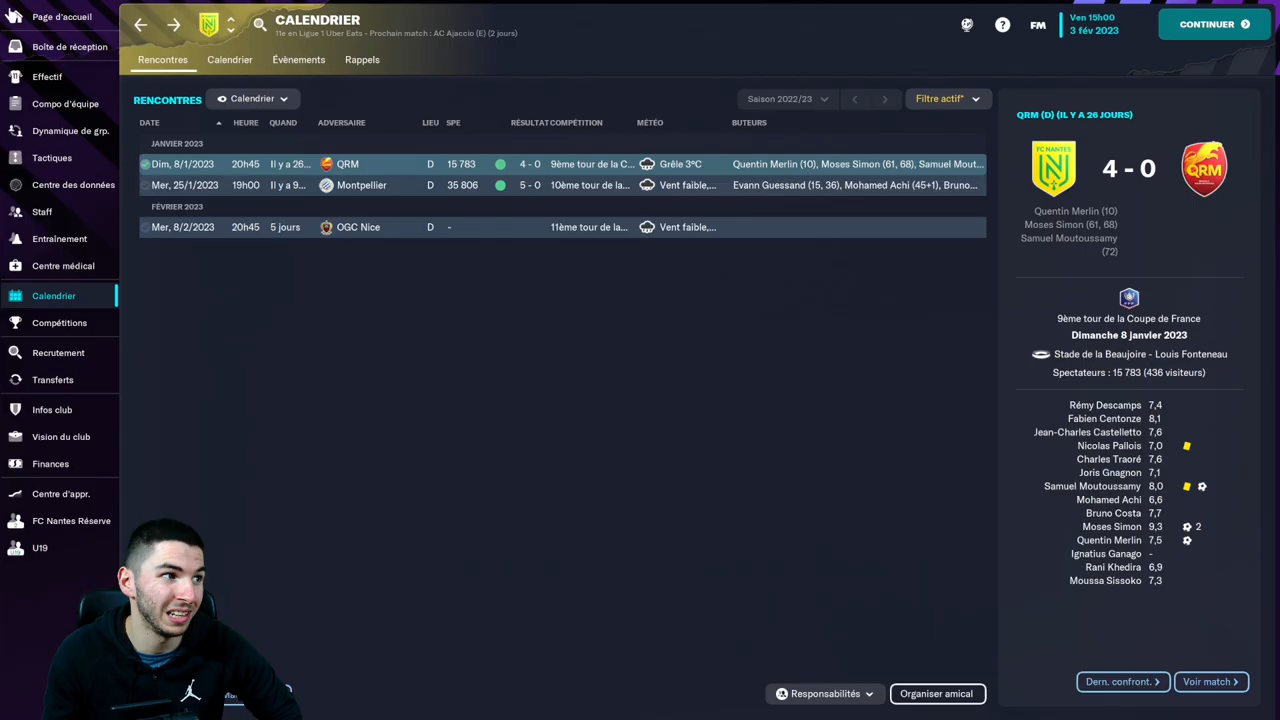 Page d'accueil
Boîte de réception
Effectif
Compo d'équipe
Dynamique de grp.
Tactiques
Centre des données
Staff
Entraînement
Centre médical
Calendrier
Compétitions
Recrutement
Transferts
Infos club
Vision du club
Finances
Centre d'appr.
FC Nantes Réserve
U19
CALENDRIER
11e en Ligue 1 Uber Eats - Prochain match : AC Ajaccio (E) (2 jours)
FM
Ven 15h00
3 fév 2023
CONTINUER
Rencontres Calendrier Évènements Rappels
RENCONTRES Calendrier Saison 2022/23 Filtre actif*
DATE HEURE QUAND ADVERSAIRE LIEU SPE RÉSULTAT COMPÉTITION MÉTÉO BUTEURS
JANVIER 2023
Dim, 8/1/2023 20h45 Il y a 26... QRM D 15 783 4 - 0 9ème tour de la C... Grêle 3ºC Quentin Merlin (10), Moses Simon (61, 68), Samuel Mout...
Mer, 25/1/2023 19h00 Il y a 9... Montpellier D 35 806 5 - 0 10ème tour de la... Vent faible,... Evann Guessand (15, 36), Mohamed Achi (45+1), Bruno...
FÉVRIER 2023
Mer, 8/2/2023 20h45 5 jours OGC Nice D - 11ème tour de la... Vent faible,...
QRM (D) (IL Y A 26 JOURS)
FC NANTES
4 - 0
QRM
Quentin Merlin (10)
Moses Simon (61, 68)
Samuel Moutoussamy
(72)
9ème tour de la Coupe de France
Dimanche 8 janvier 2023
Stade de la Beaujoire - Louis Fonteneau
Spectateurs : 15 783 (436 visiteurs)
Rémy Descamps 7,4
Fabien Centonze 8,1
Jean-Charles Castelletto 7,6
Nicolas Pallois 7,0
Charles Traoré 7,6
Joris Gnagnon 7,1
Samuel Moutoussamy 8,0
Mohamed Achi 6,6
Bruno Costa 7,7
Moses Simon 9,3 2
Quentin Merlin 7,5
Ignatius Ganago -
Rani Khedira 6,9
Moussa Sissoko 7,3
Dern. confront. Voir match
Responsabilités Organiser amical